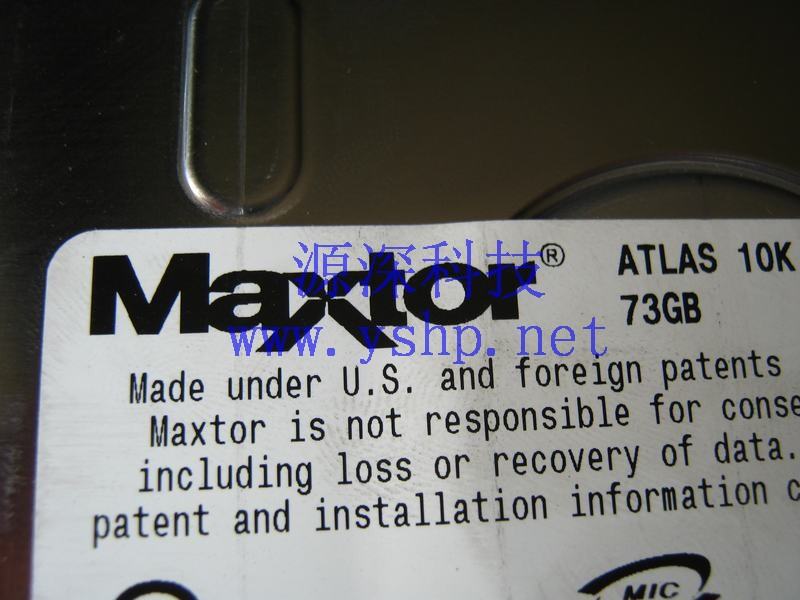 Maxtor® ATLAS 10K
73GB
源深科技
www.yshp.net
Made under U.S. and foreign patents
Maxtor is not responsible for conse
including loss or recovery of data.
patent and installation information c
MIC